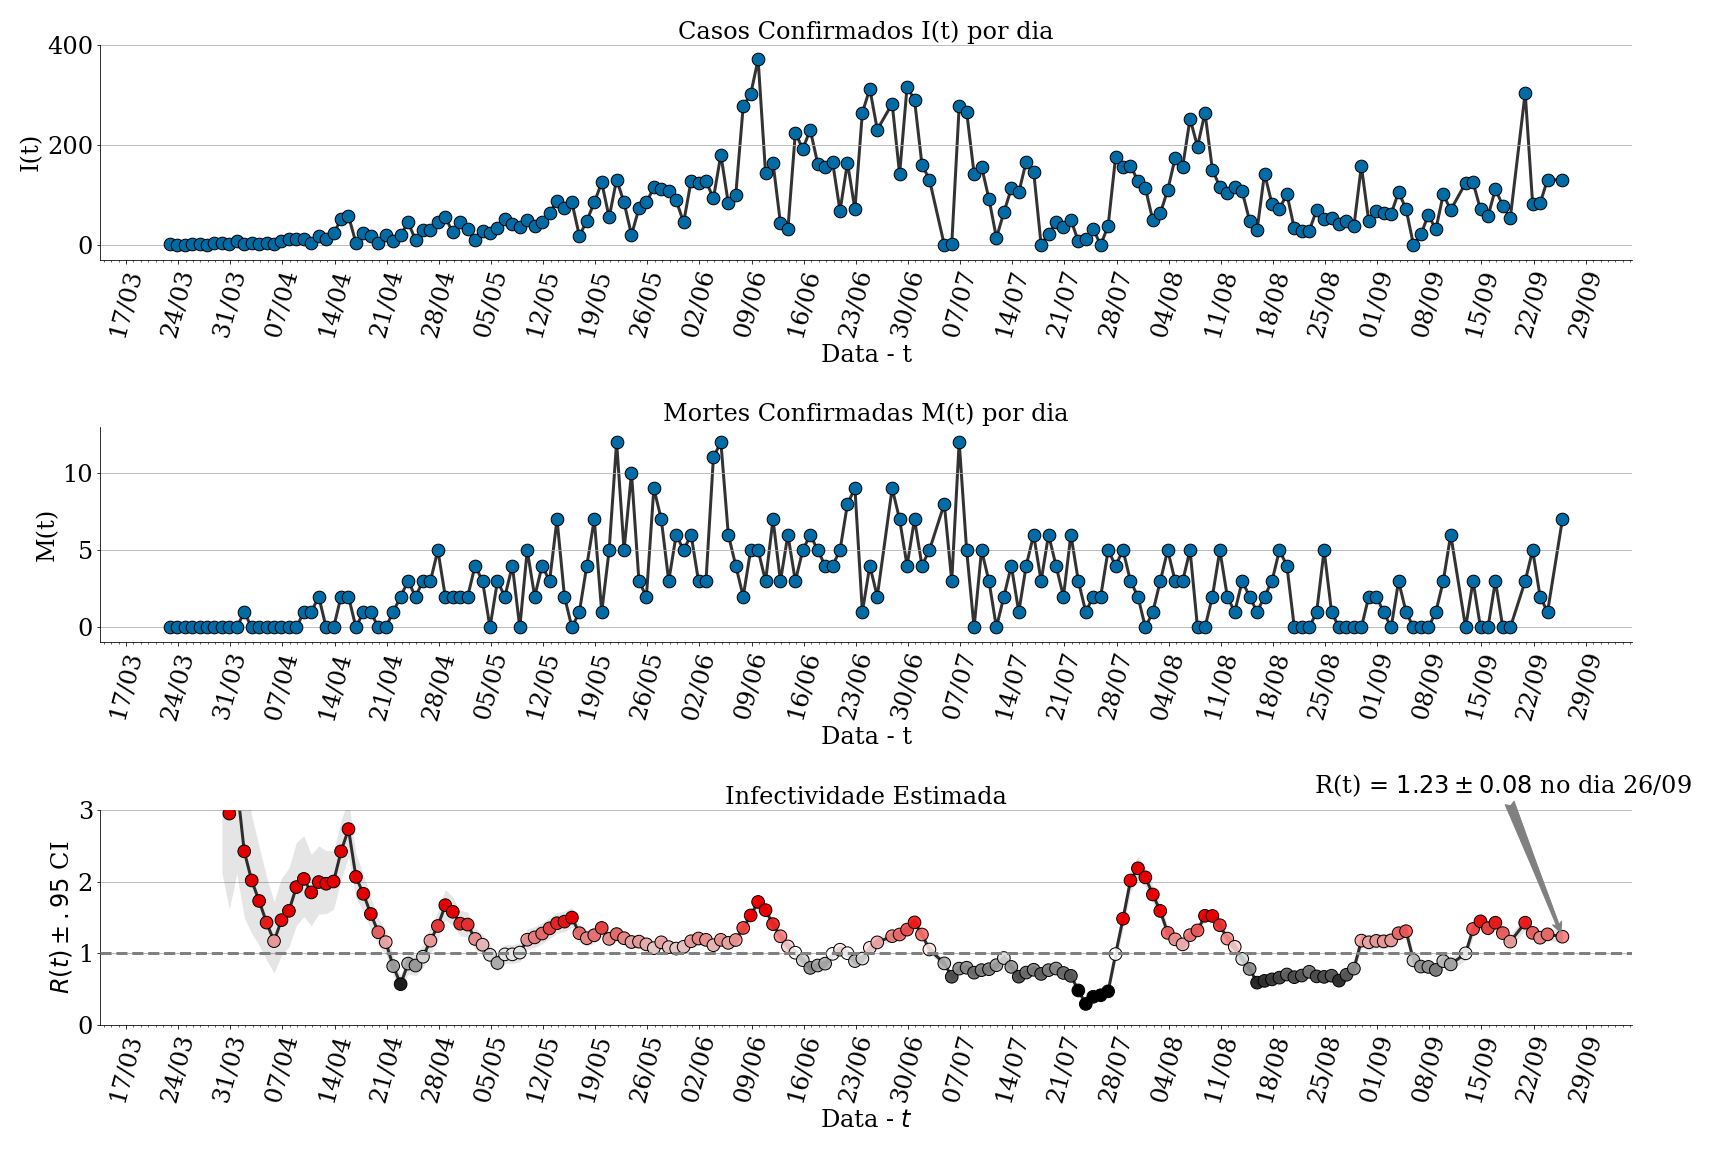 Casos Confirmados I(t) por dia
400
200
0
I(t)
17/03 24/03 31/03 07/04 14/04 21/04 28/04 05/05 12/05 19/05 26/05 02/06 09/06 16/06 23/06 30/06 07/07 14/07 21/07 28/07 04/08 11/08 18/08 25/08 01/09 08/09 15/09 22/09 29/09
Data - t
Mortes Confirmadas M(t) por dia
10
5
0
M(t)
17/03 24/03 31/03 07/04 14/04 21/04 28/04 05/05 12/05 19/05 26/05 02/06 09/06 16/06 23/06 30/06 07/07 14/07 21/07 28/07 04/08 11/08 18/08 25/08 01/09 08/09 15/09 22/09 29/09
Data - t
R(t) = 1.23 ± 0.08 no dia 26/09
Infectividade Estimada
3
2
1
0
R(t) ± .95 CI
17/03 24/03 31/03 07/04 14/04 21/04 28/04 05/05 12/05 19/05 26/05 02/06 09/06 16/06 23/06 30/06 07/07 14/07 21/07 28/07 04/08 11/08 18/08 25/08 01/09 08/09 15/09 22/09 29/09
Data - t